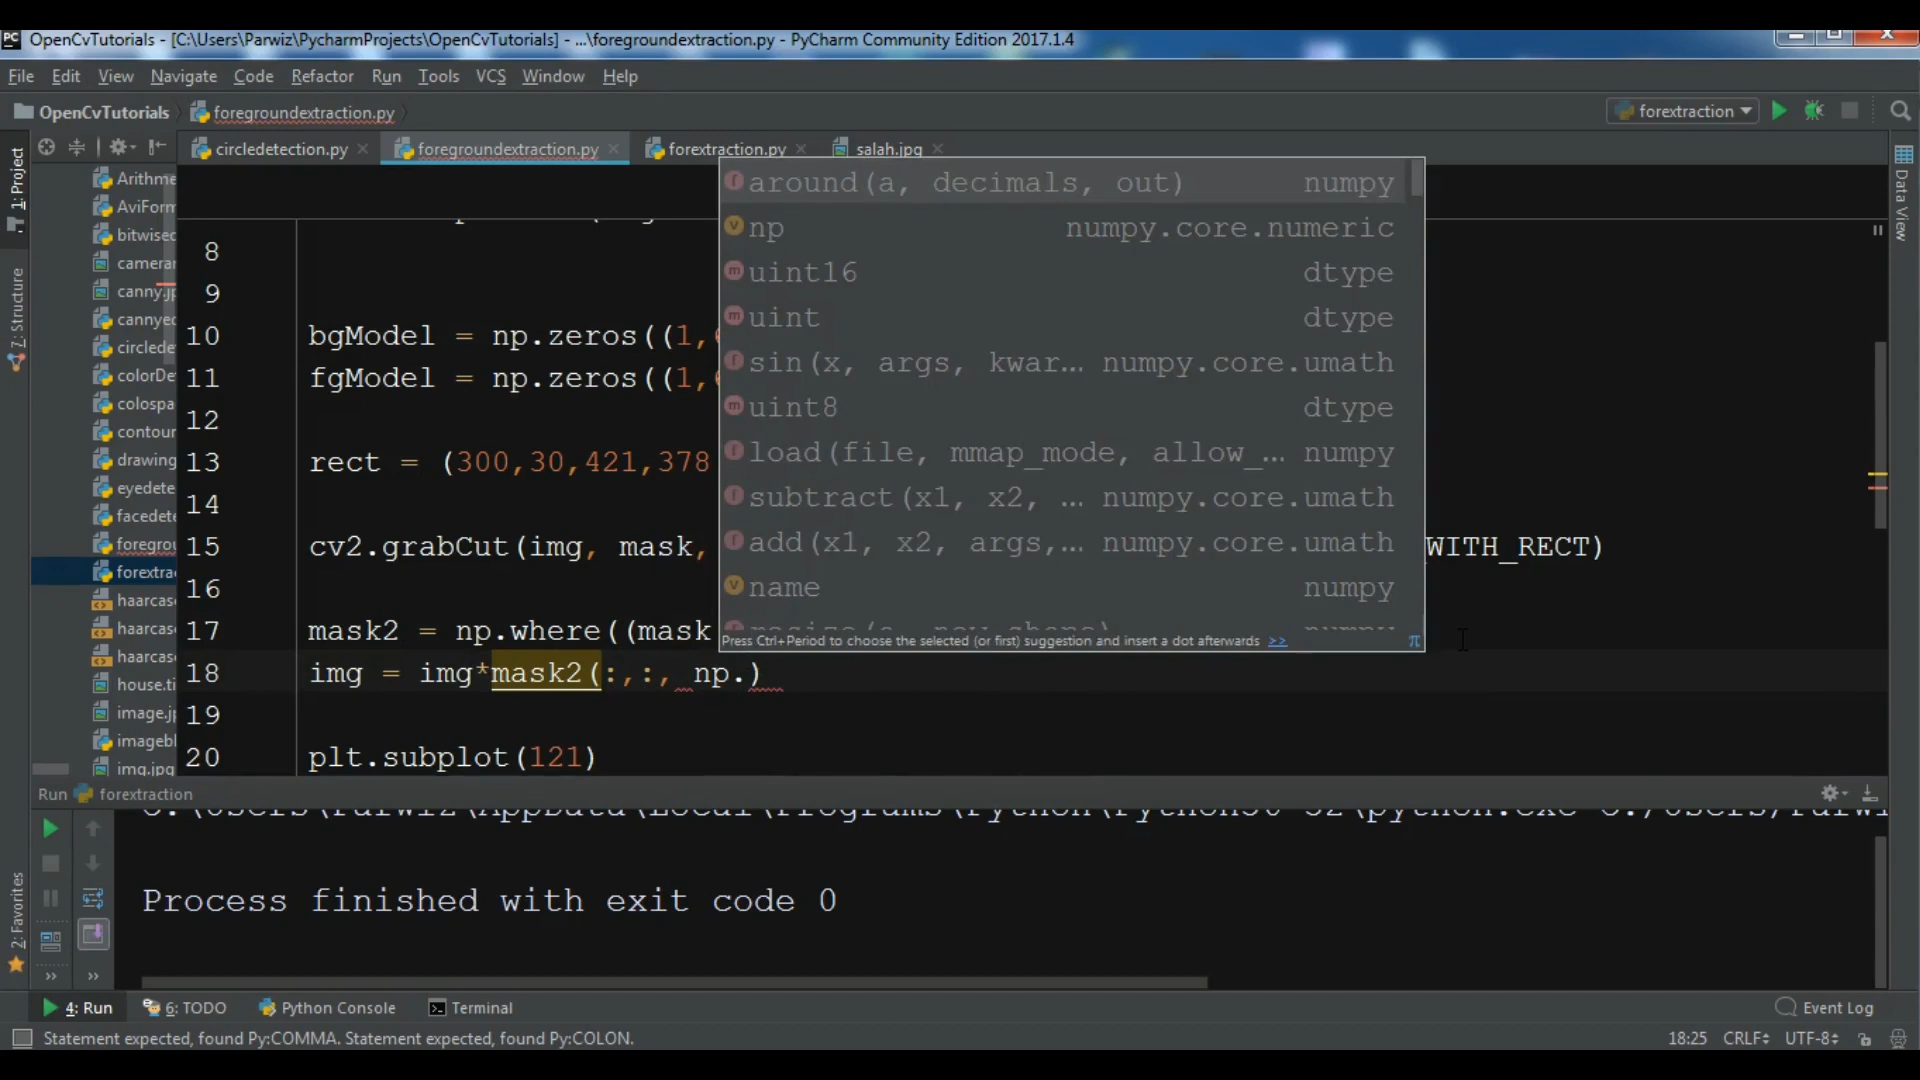 PC OpenCvTutorials - [C:\Users\Parwiz\PycharmProjects\OpenCvTutorials] - ...\foregroundextraction.py - PyCharm Community Edition 2017.1.4
File Edit View Navigate Code Refactor Run Tools VCS Window Help
OpenCvTutorials foregroundextraction.py forextraction
circledetection.py foregroundextraction.py forextraction.py salah.jpg
1: Project
7: Structure
2: Favorites
Data View
Arithme
AviForm
bitwised
camerar
canny.jp
cannyed
circlede
colorDe
colospa
contour
drawing
eyedete
facedete
foregrou
forextra
haarcas
haarcas
haarcas
house.ti
image.j
imagebl
img.jpg
8
9
10 bgModel = np.zeros((1,
11 fgModel = np.zeros((1,
12
13 rect = (300,30,421,378
14
15 cv2.grabCut(img, mask, WITH_RECT)
16
17 mask2 = np.where((mask
18 img = img*mask2(:,:, np.)
19
20 plt.subplot(121)
around(a, decimals, out) numpy
np numpy.core.numeric
uint16 dtype
uint dtype
sin(x, args, kwar... numpy.core.umath
uint8 dtype
load(file, mmap_mode, allow_... numpy
subtract(x1, x2, ... numpy.core.umath
add(x1, x2, args,... numpy.core.umath
name numpy
Press Ctrl+Period to choose the selected (or first) suggestion and insert a dot afterwards >> π
Run forextraction
Process finished with exit code 0
4: Run 6: TODO Python Console Terminal Event Log
Statement expected, found Py:COMMA. Statement expected, found Py:COLON. 18:25 CRLF UTF-8